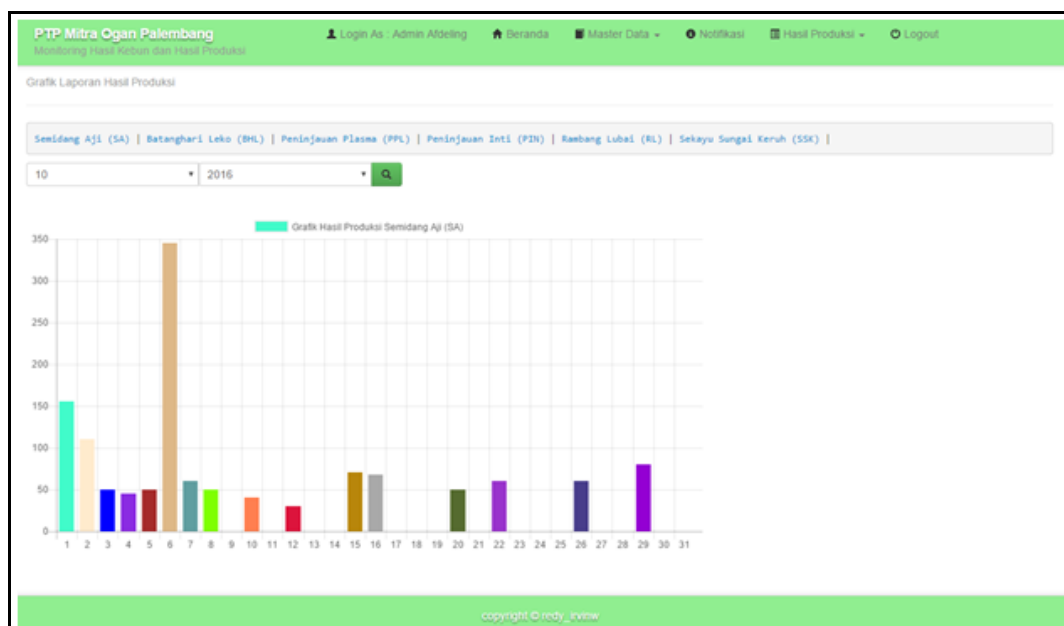 PTP Mitra Ogan Palembang
Monitoring Hasil Kebun dan Hasil Produksi
Login As : Admin Afdeling Beranda Master Data Notifikasi Hasil Produksi Logout
Grafik Laporan Hasil Produksi
Semidang Aji (SA) | Batanghari Leko (BHL) | Peninjauan Plasma (PPL) | Peninjauan Inti (PIN) | Rambang Lubai (RL) | Sekayu Sungai Keruh (SSK) |
10 2016
Grafik Hasil Produksi Semidang Aji (SA)
350
300
250
200
150
100
50
0
1 2 3 4 5 6 7 8 9 10 11 12 13 14 15 16 17 18 19 20 21 22 23 24 25 26 27 28 29 30 31
copyright © redy_irvinw